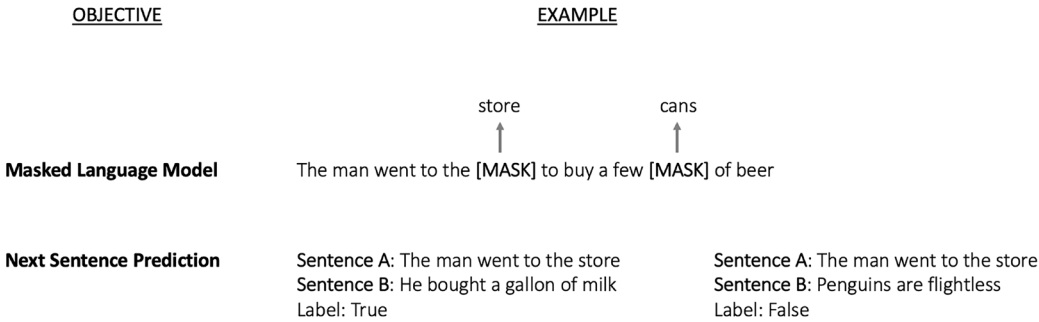 OBJECTIVE EXAMPLE
store cans
Masked Language Model The man went to the [MASK] to buy a few [MASK] of beer
Next Sentence Prediction Sentence A: The man went to the store Sentence A: The man went to the store
Sentence B: He bought a gallon of milk Sentence B: Penguins are flightless
Label: True Label: False